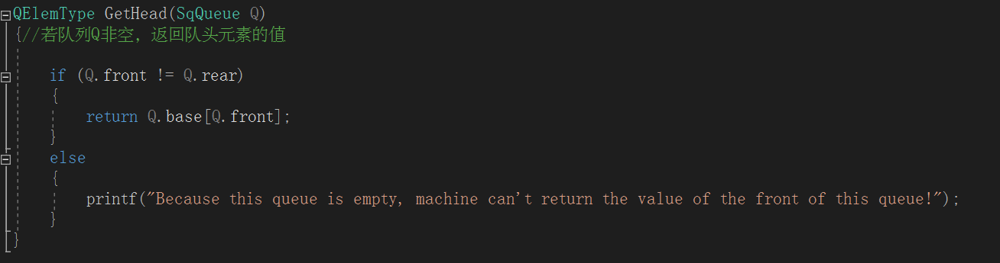 QElemType GetHead(SqQueue Q)
{//若队列Q非空，返回队头元素的值
if (Q.front != Q.rear)
{
return Q.base[Q.front];
}
else
{
printf("Because this queue is empty, machine can't return the value of the front of this queue!");
}
}